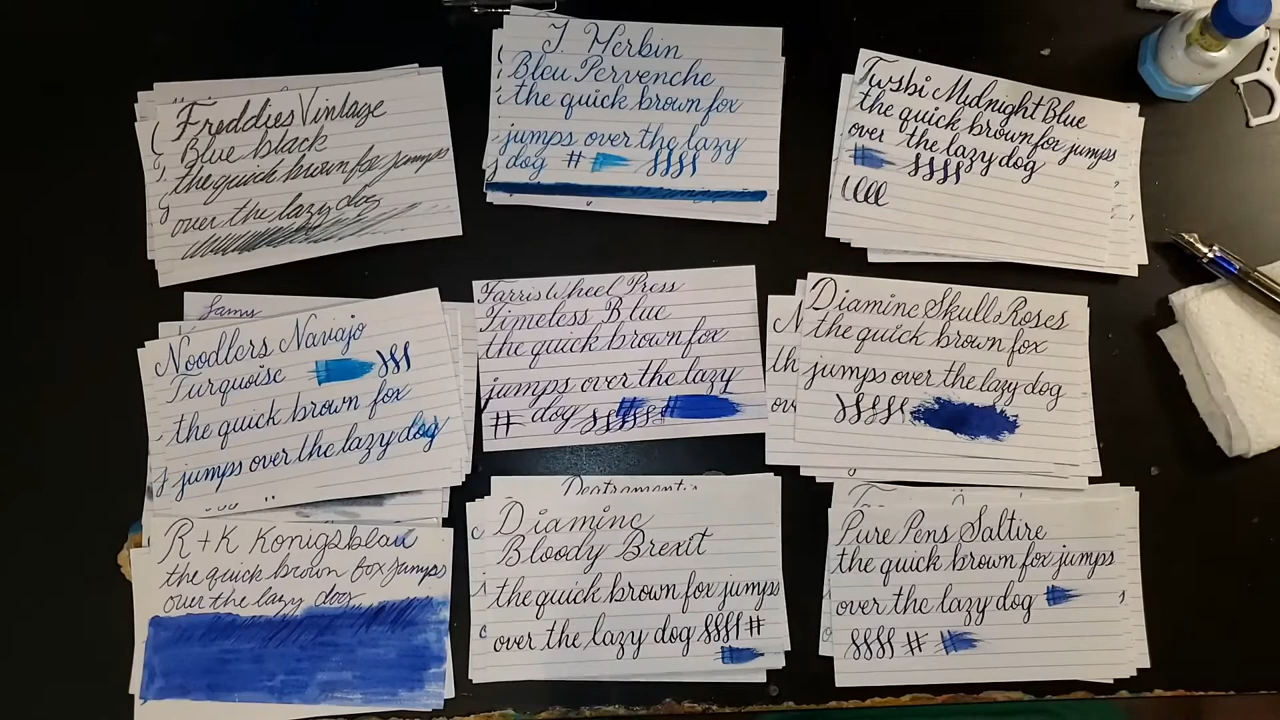 Freddies Vintage
Blue black
the quick brown fox jumps
over the lazy dog
J. Herbin
Bleu Pervenche
the quick brown fox
jumps over the lazy
dog #
Twsbi Midnight Blue
the quick brown fox jumps
over the lazy dog
Lamy
Noodlers Navajo
Turquoise
the quick brown fox
jumps over the lazy dog
FarrisWheel Press
Timeless Blue
the quick brown fox
jumps over the lazy
# dog
Diamine Skull & Roses
the quick brown fox
jumps over the lazy dog
R+K Konigsblau
the quick brown fox jumps
over the lazy dog
Diamine
Bloody Brexit
the quick brown fox jumps
over the lazy dog #
Pure Pens Saltire
the quick brown fox jumps
over the lazy dog
#